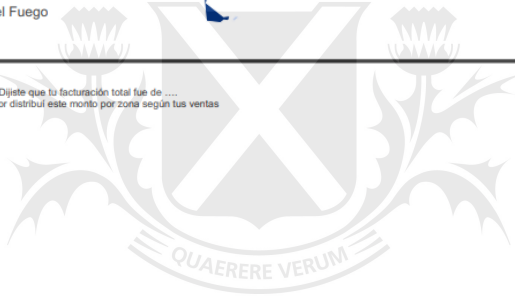 el Fuego
Dijiste que tu facturación total fue de ....
or distribuí este monto por zona según tus ventas
QUAERERE VERUM